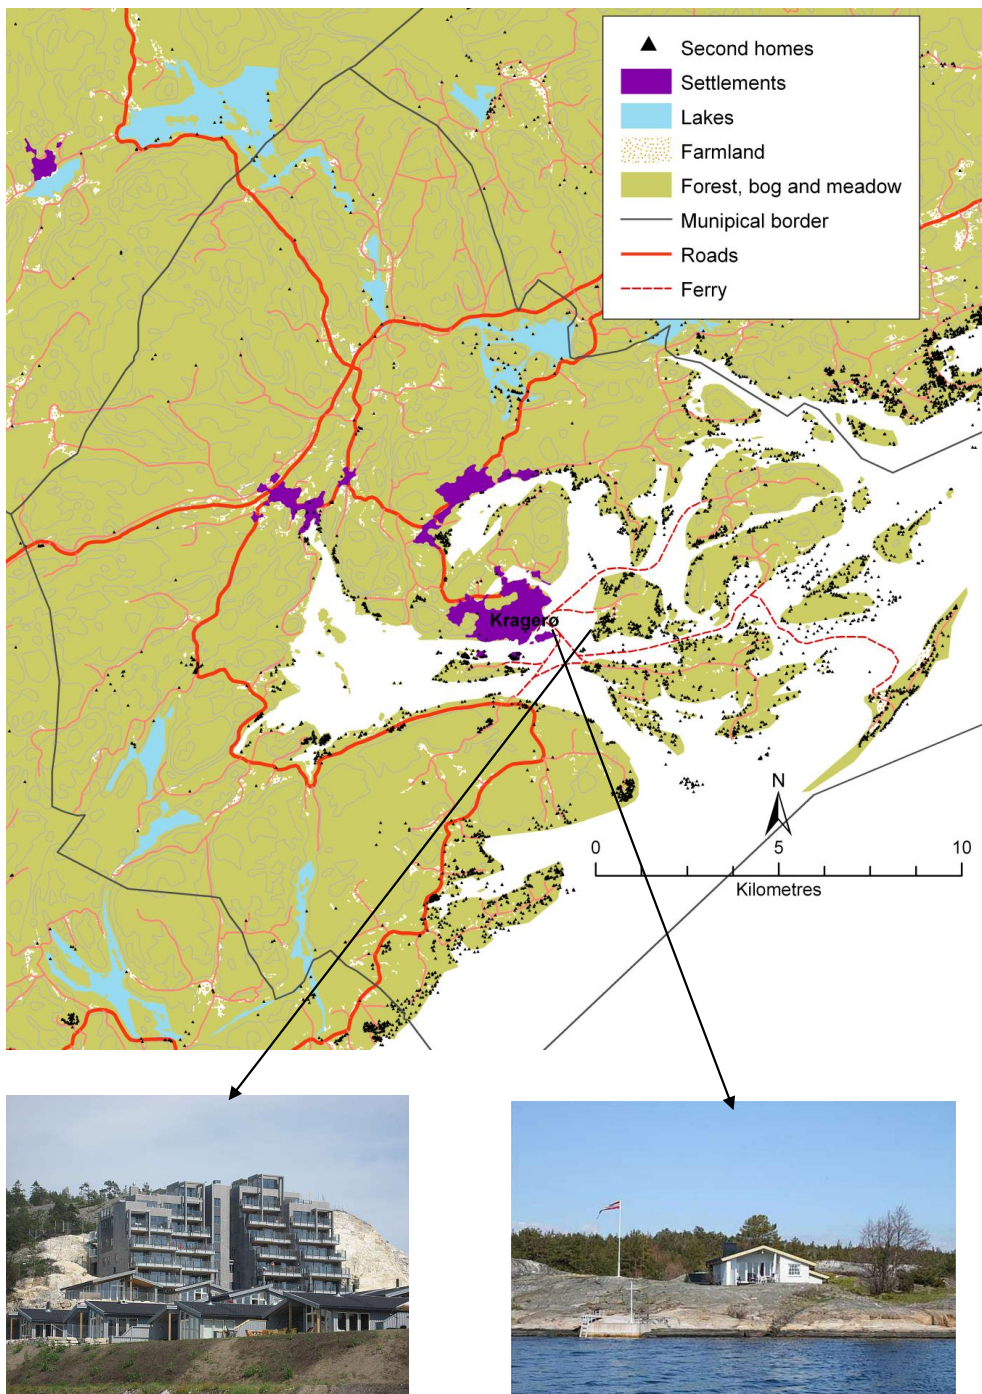 Second homes
Settlements
Lakes
Farmland
Forest, bog and meadow
Munipical border
Roads
Ferry
Kragerø
N
0 5 10
Kilometres